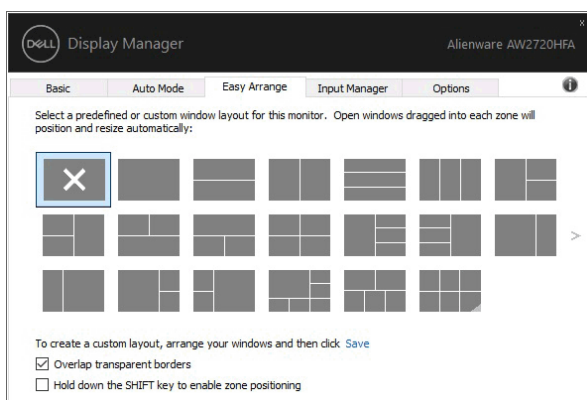 x
DELL Display Manager Alienware AW2720HFA
Basic Auto Mode Easy Arrange Input Manager Options i
Select a predefined or custom window layout for this monitor. Open windows dragged into each zone will
position and resize automatically:
>
To create a custom layout, arrange your windows and then click Save
Overlap transparent borders
Hold down the SHIFT key to enable zone positioning